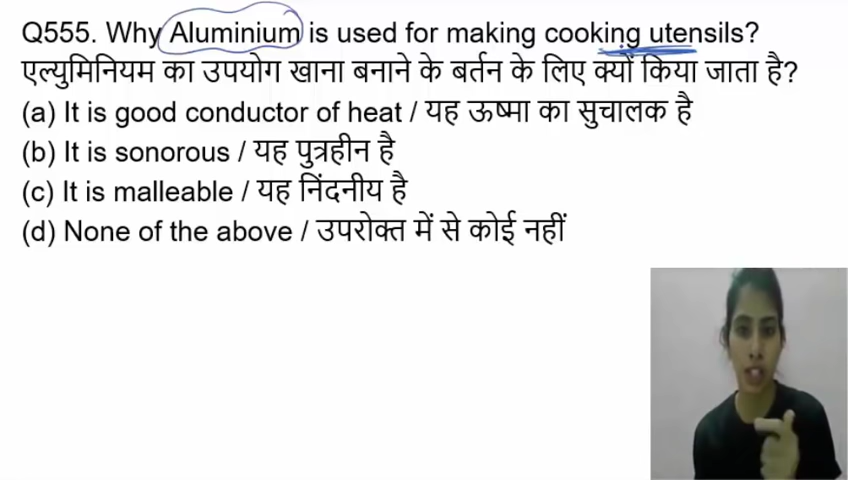 Q555. Why Aluminium is used for making cooking utensils?
एल्युमिनियम का उपयोग खाना बनाने के बर्तन के लिए क्यों किया जाता है?
(a) It is good conductor of heat / यह ऊष्मा का सुचालक है
(b) It is sonorous / यह पुत्रहीन है
(c) It is malleable / यह निंदनीय है
(d) None of the above / उपरोक्त में से कोई नहीं